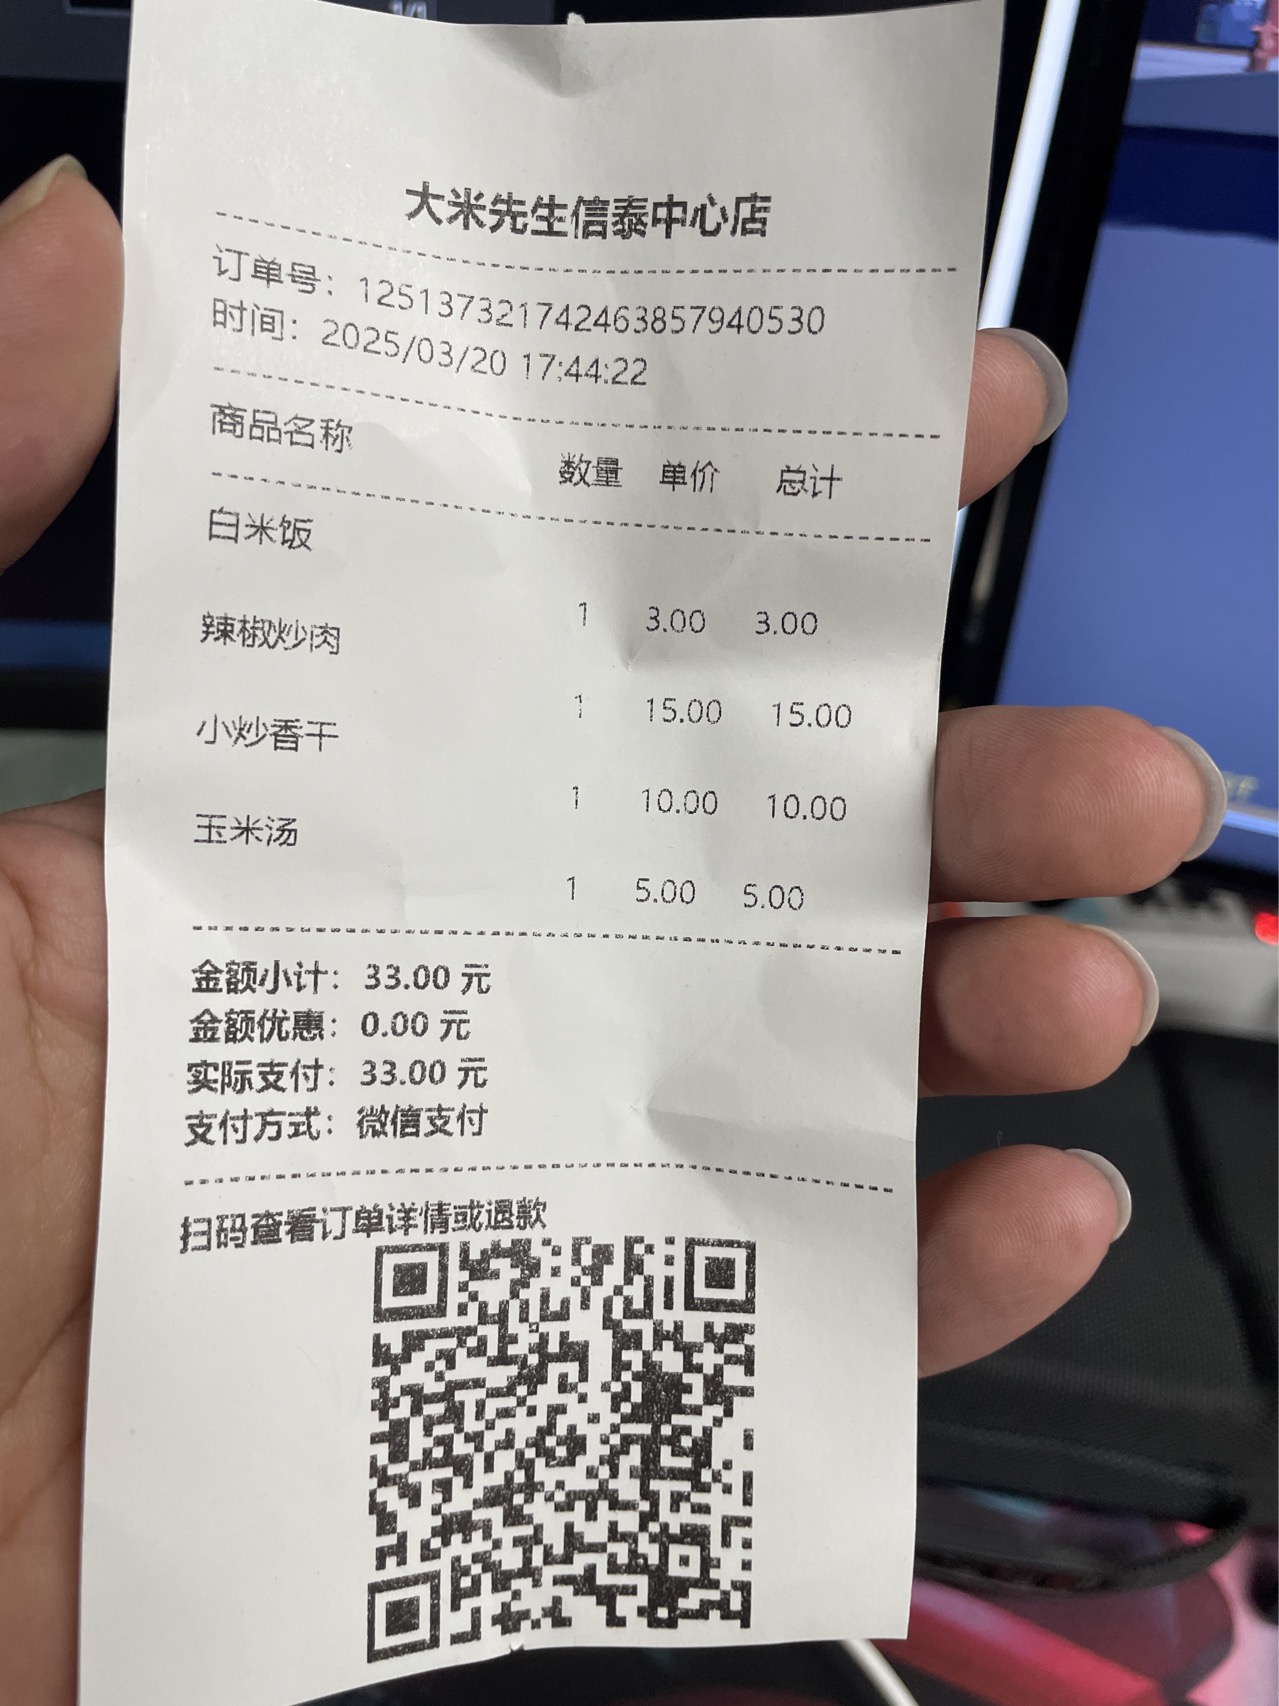 大米先生信泰中心店
订单号：1251373217424638579405​30
时间：2025/03/20 17:44:22
商品名称 数量 单价 总计
白米饭
1 3.00 3.00
辣椒炒肉
1 15.00 15.00
小炒香干
1 10.00 10.00
玉米汤
1 5.00 5.00
金额小计：33.00 元
金额优惠：0.00 元
实际支付：33.00 元
支付方式：微信支付
扫码查看订单详情或退款